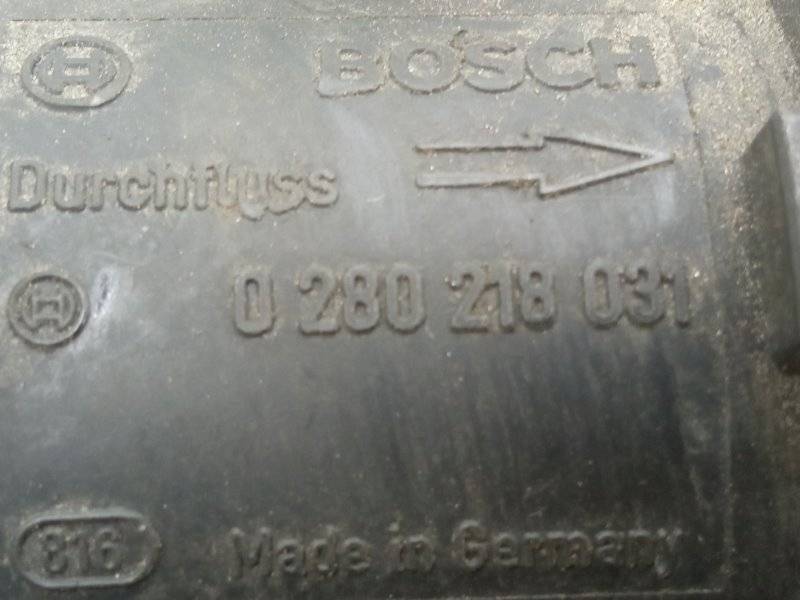 BOSCH
Durchfluss
0 280 218 031
816 Made in Germany